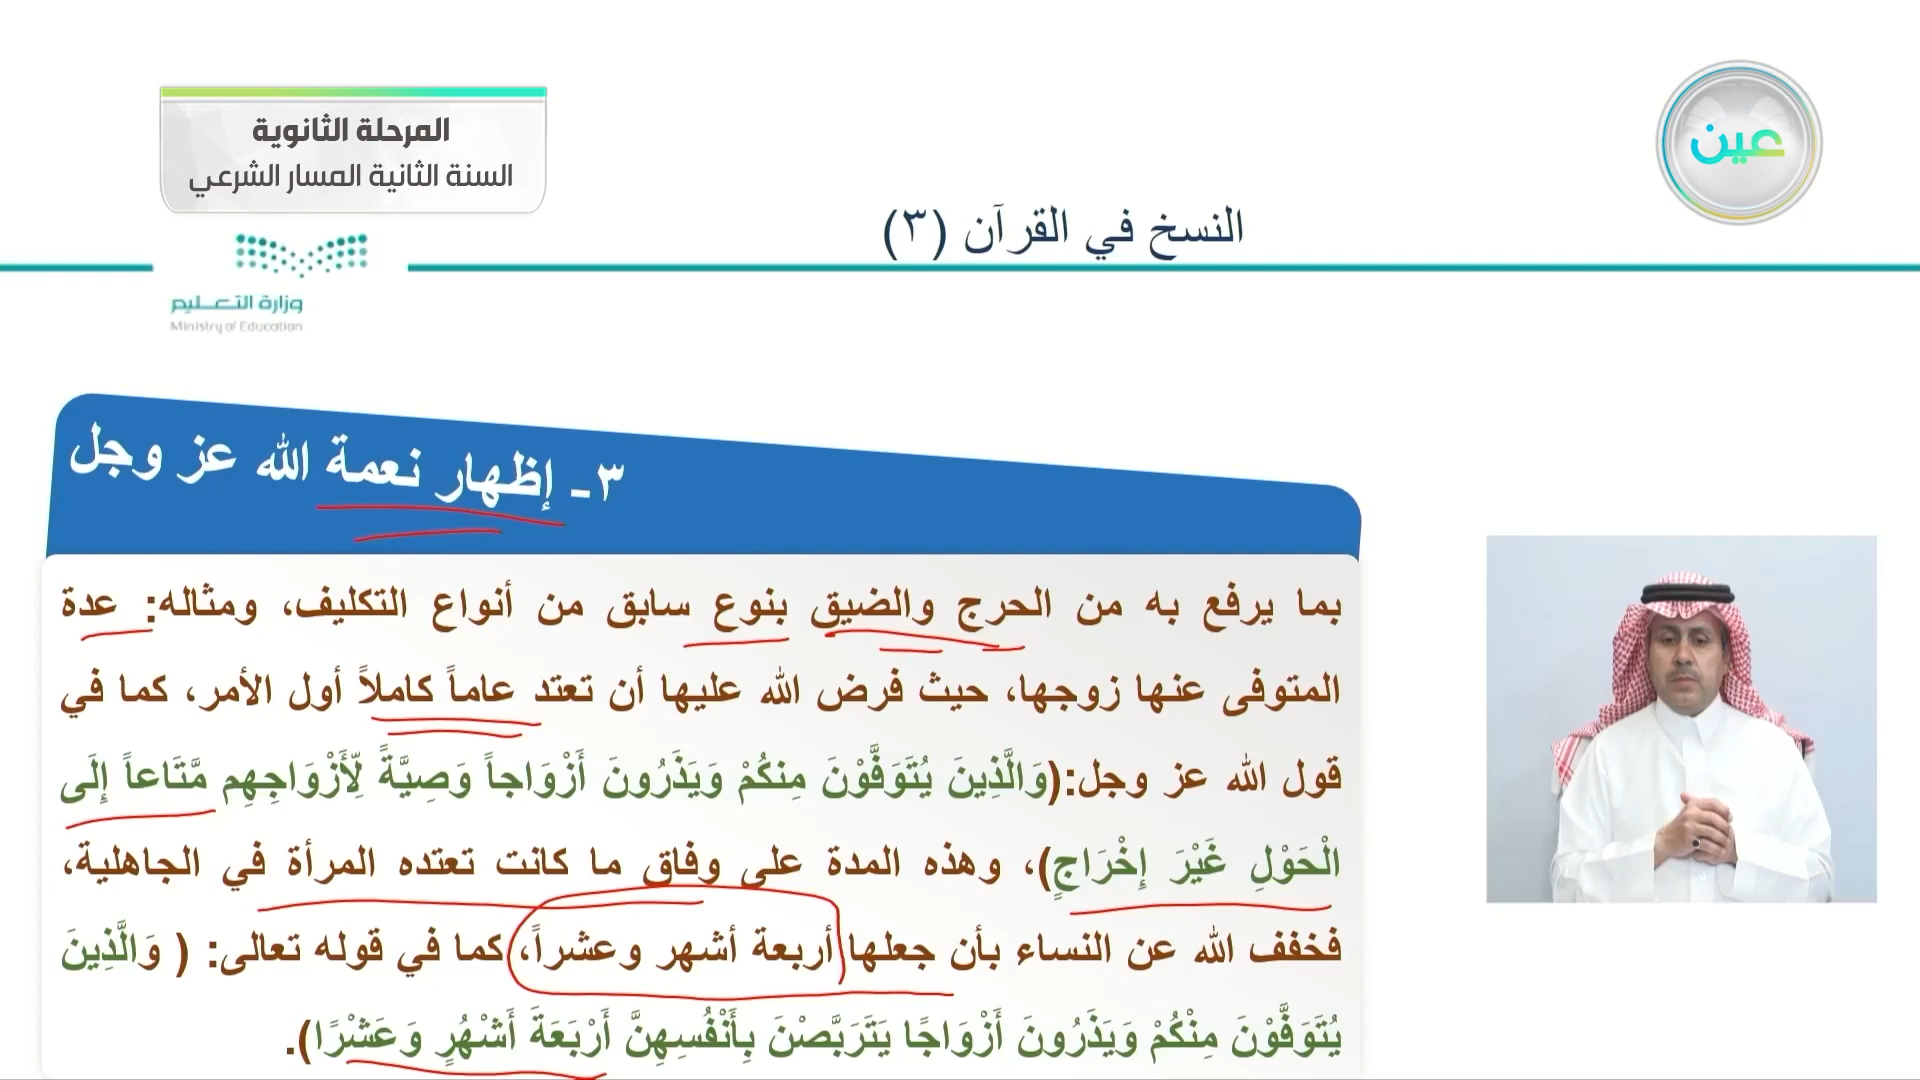 عين
المرحلة الثانوية
السنة الثانية المسار الشرعي
النسخ في القرآن (٣)
وزارة التعـــليم
Ministry of Education
٣- إظهار نعمة الله عز وجل
بما يرفع به من الحرج والضيق بنوع سابق من أنواع التكليف، ومثاله: عدة
المتوفى عنها زوجها، حيث فرض الله عليها أن تعتد عاماً كاملاً أول الأمر، كما في
قول الله عز وجل:(وَالَّذِينَ يُتَوَفَّوْنَ مِنكُمْ وَيَذَرُونَ أَزْوَاجاً وَصِيَّةً لِّأَزْوَاجِهِم مَّتَاعاً إِلَى
الْحَوْلِ غَيْرَ إِخْرَاجٍ)، وهذه المدة على وفاق ما كانت تعتده المرأة في الجاهلية،
فخفف الله عن النساء بأن جعلها أربعة أشهر وعشراً، كما في قوله تعالى: ( وَالَّذِينَ
يُتَوَفَّوْنَ مِنْكُمْ وَيَذَرُونَ أَزْوَاجًا يَتَرَبَّصْنَ بِأَنْفُسِهِنَّ أَرْبَعَةَ أَشْهُرٍ وَعَشْرًا).